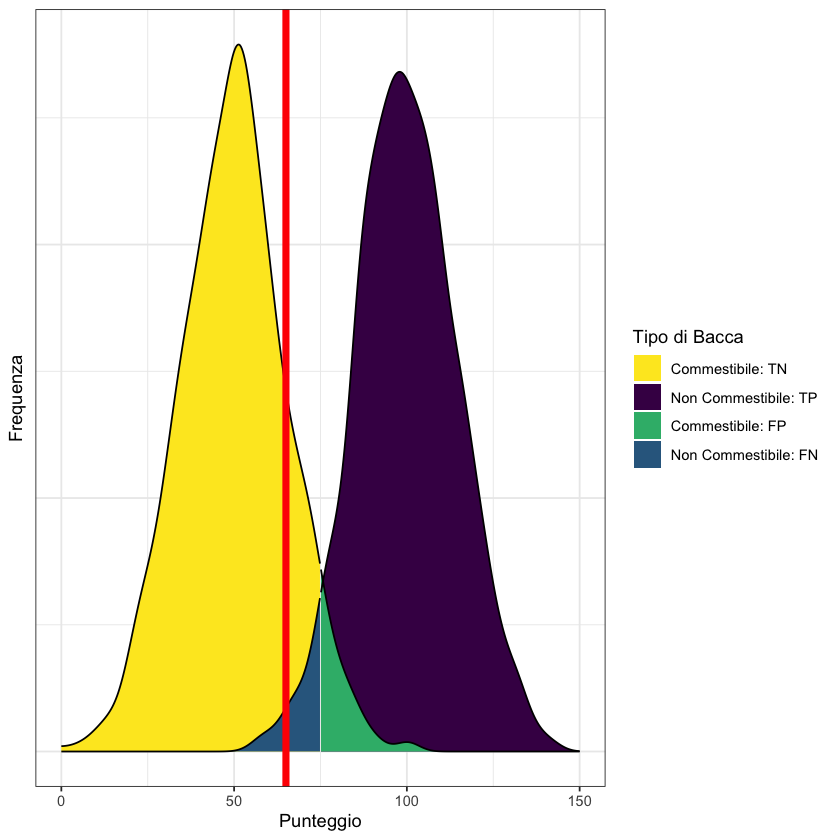 Frequenza
0
50
100
150
Punteggio
Tipo di Bacca
Commestibile: TN
Non Commestibile: TP
Commestibile: FP
Non Commestibile: FN